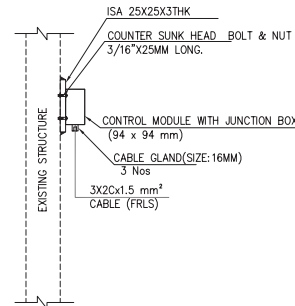 ISA 25X25X3THK
COUNTER SUNK HEAD BOLT & NUT
3/16"X25MM LONG.
CONTROL MODULE WITH JUNCTION BOX
(94 x 94 mm)
CABLE GLAND(SIZE:16MM)
3 Nos
3X2Cx1.5 mm²
CABLE (FRLS)
EXISTING STRUCTURE